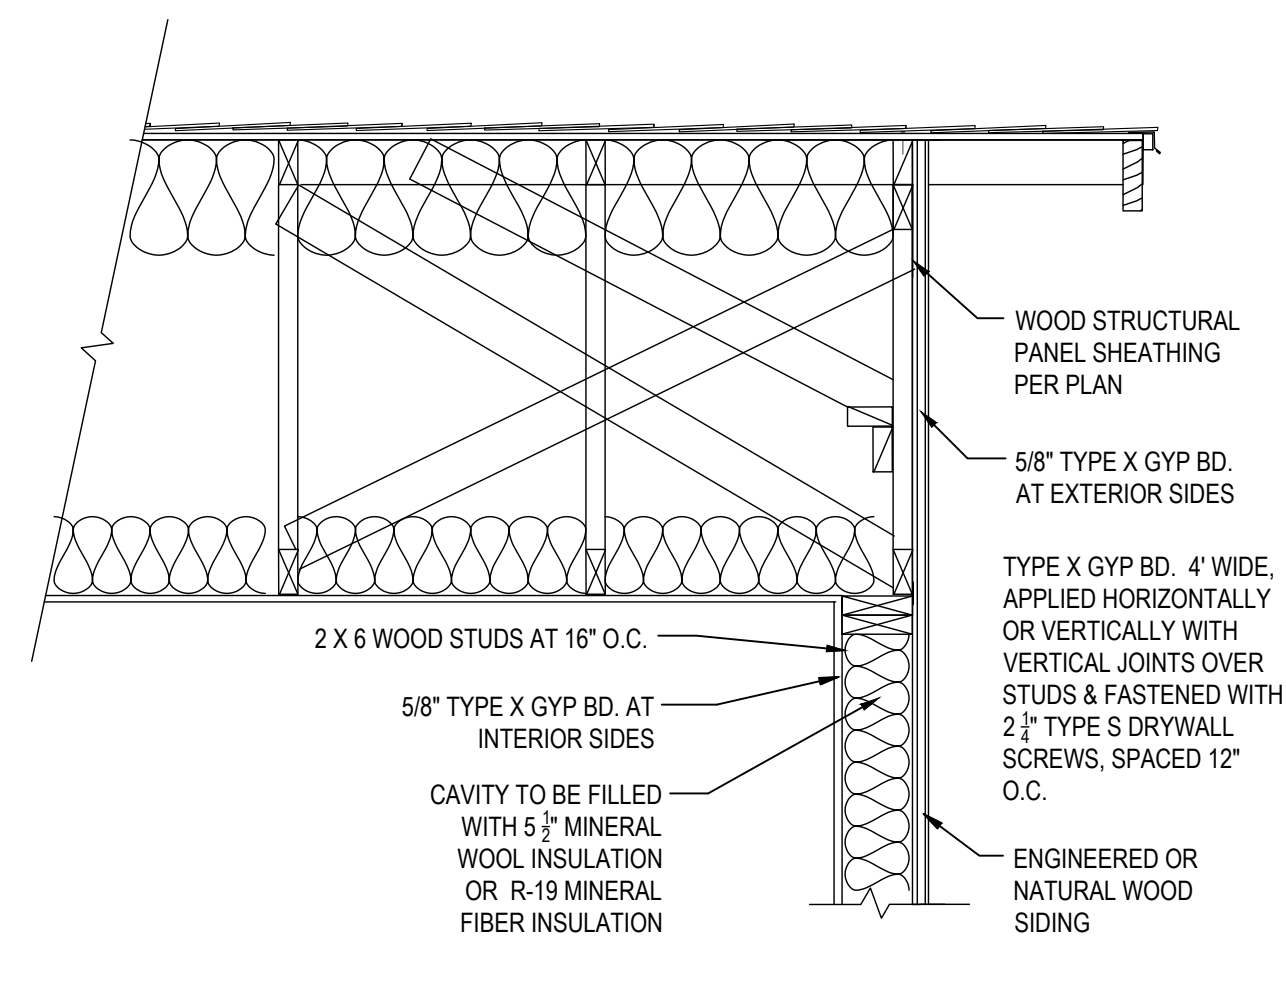 WOOD STRUCTURAL
PANEL SHEATHING
PER PLAN
5/8" TYPE X GYP BD.
AT EXTERIOR SIDES
TYPE X GYP BD. 4' WIDE,
APPLIED HORIZONTALLY
OR VERTICALLY WITH
VERTICAL JOINTS OVER
STUDS & FASTENED WITH
2 1/4" TYPE S DRYWALL
SCREWS, SPACED 12"
O.C.
2 X 6 WOOD STUDS AT 16" O.C.
5/8" TYPE X GYP BD. AT
INTERIOR SIDES
CAVITY TO BE FILLED
WITH 5 1/2" MINERAL
WOOL INSULATION
OR R-19 MINERAL
FIBER INSULATION
ENGINEERED OR
NATURAL WOOD
SIDING